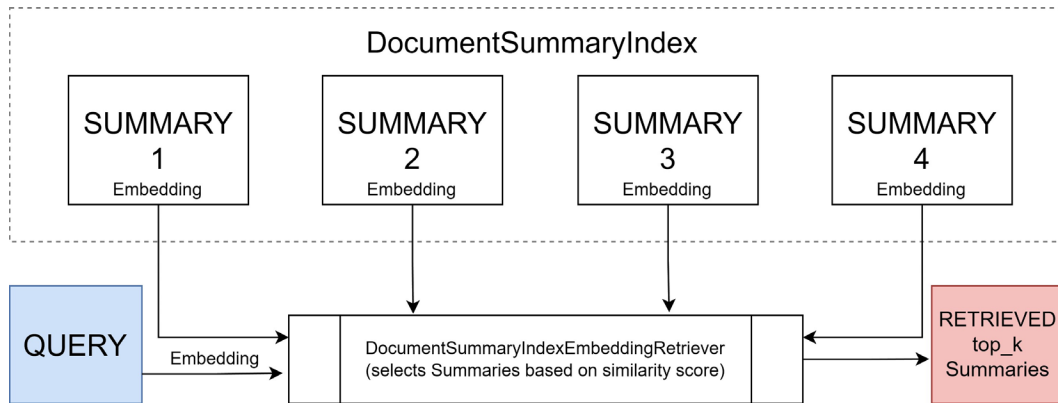 DocumentSummaryIndex
SUMMARY
1
Embedding
SUMMARY
2
Embedding
SUMMARY
3
Embedding
SUMMARY
4
Embedding
QUERY
Embedding
DocumentSummaryIndexEmbeddingRetriever
(selects Summaries based on similarity score)
RETRIEVED
top_k
Summaries